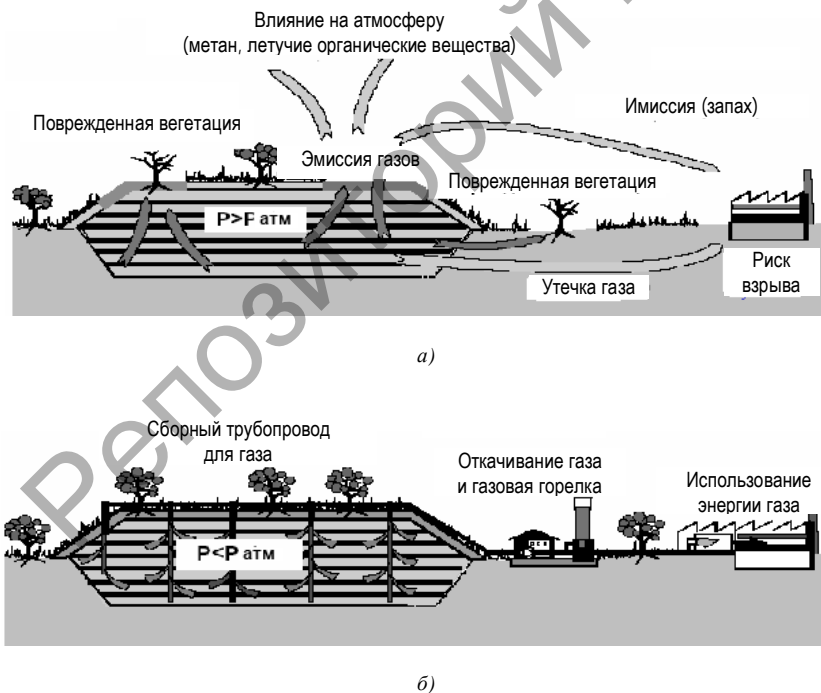 Влияние на атмосферу
(метан, летучие органические вещества)
Имиссия (запах)
Поврежденная вегетация
Эмиссия газов
Поврежденная вегетация
P>P атм
Риск
взрыва
Утечка газа
а)
Сборный трубопровод
для газа
Откачивание газа
и газовая горелка
Использование
энергии газа
P<P атм
б)
Репозиторий